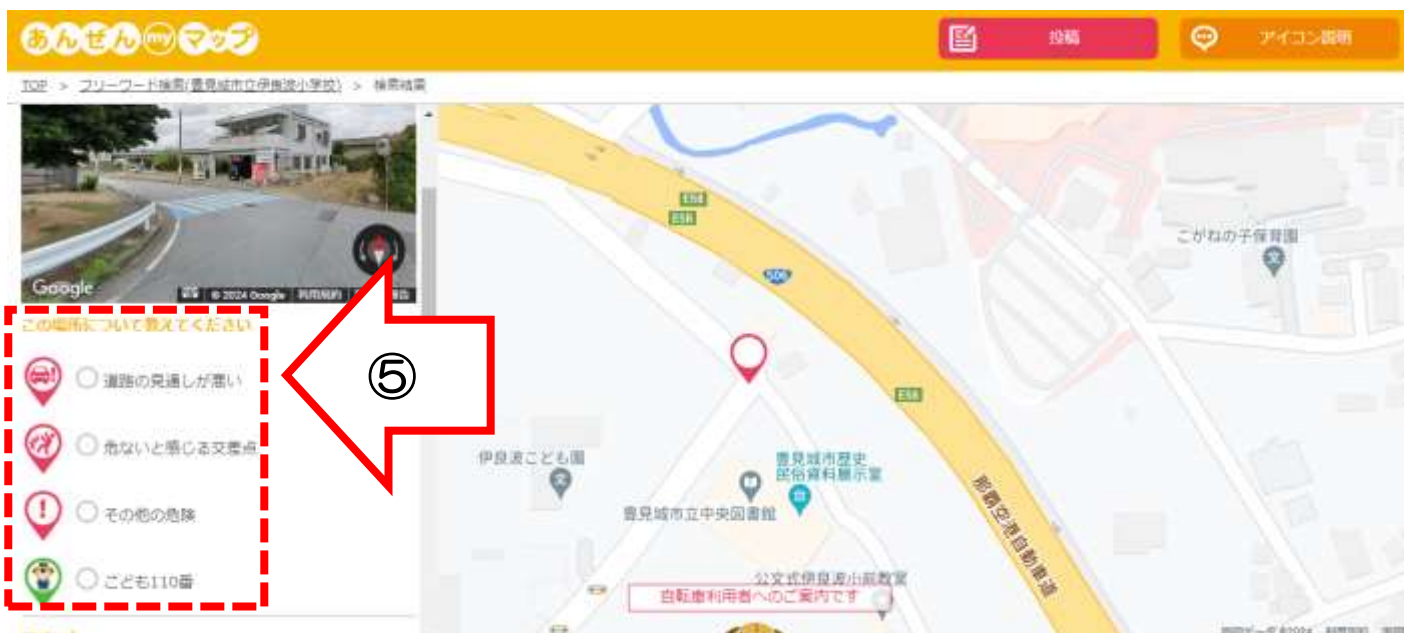 あんぜんmyマップ
投稿
アイコン説明
TOP > フリーワード検索(豊見城市立伊良波小学校) > 検索結果
Google
© 2024 Google 利用規約
この場所について教えてください
道路の見通しが悪い
危ないと感じる交差点
その他の危険
こども110番
⑤
E58
E58
506
E58
こがねの子保育園
伊良波こども園
豊見城市歴史
民俗資料展示室
豊見城市立中央図書館
那覇空港自動車道
公文式伊良波小前教室
自転車利用者へのご案内です